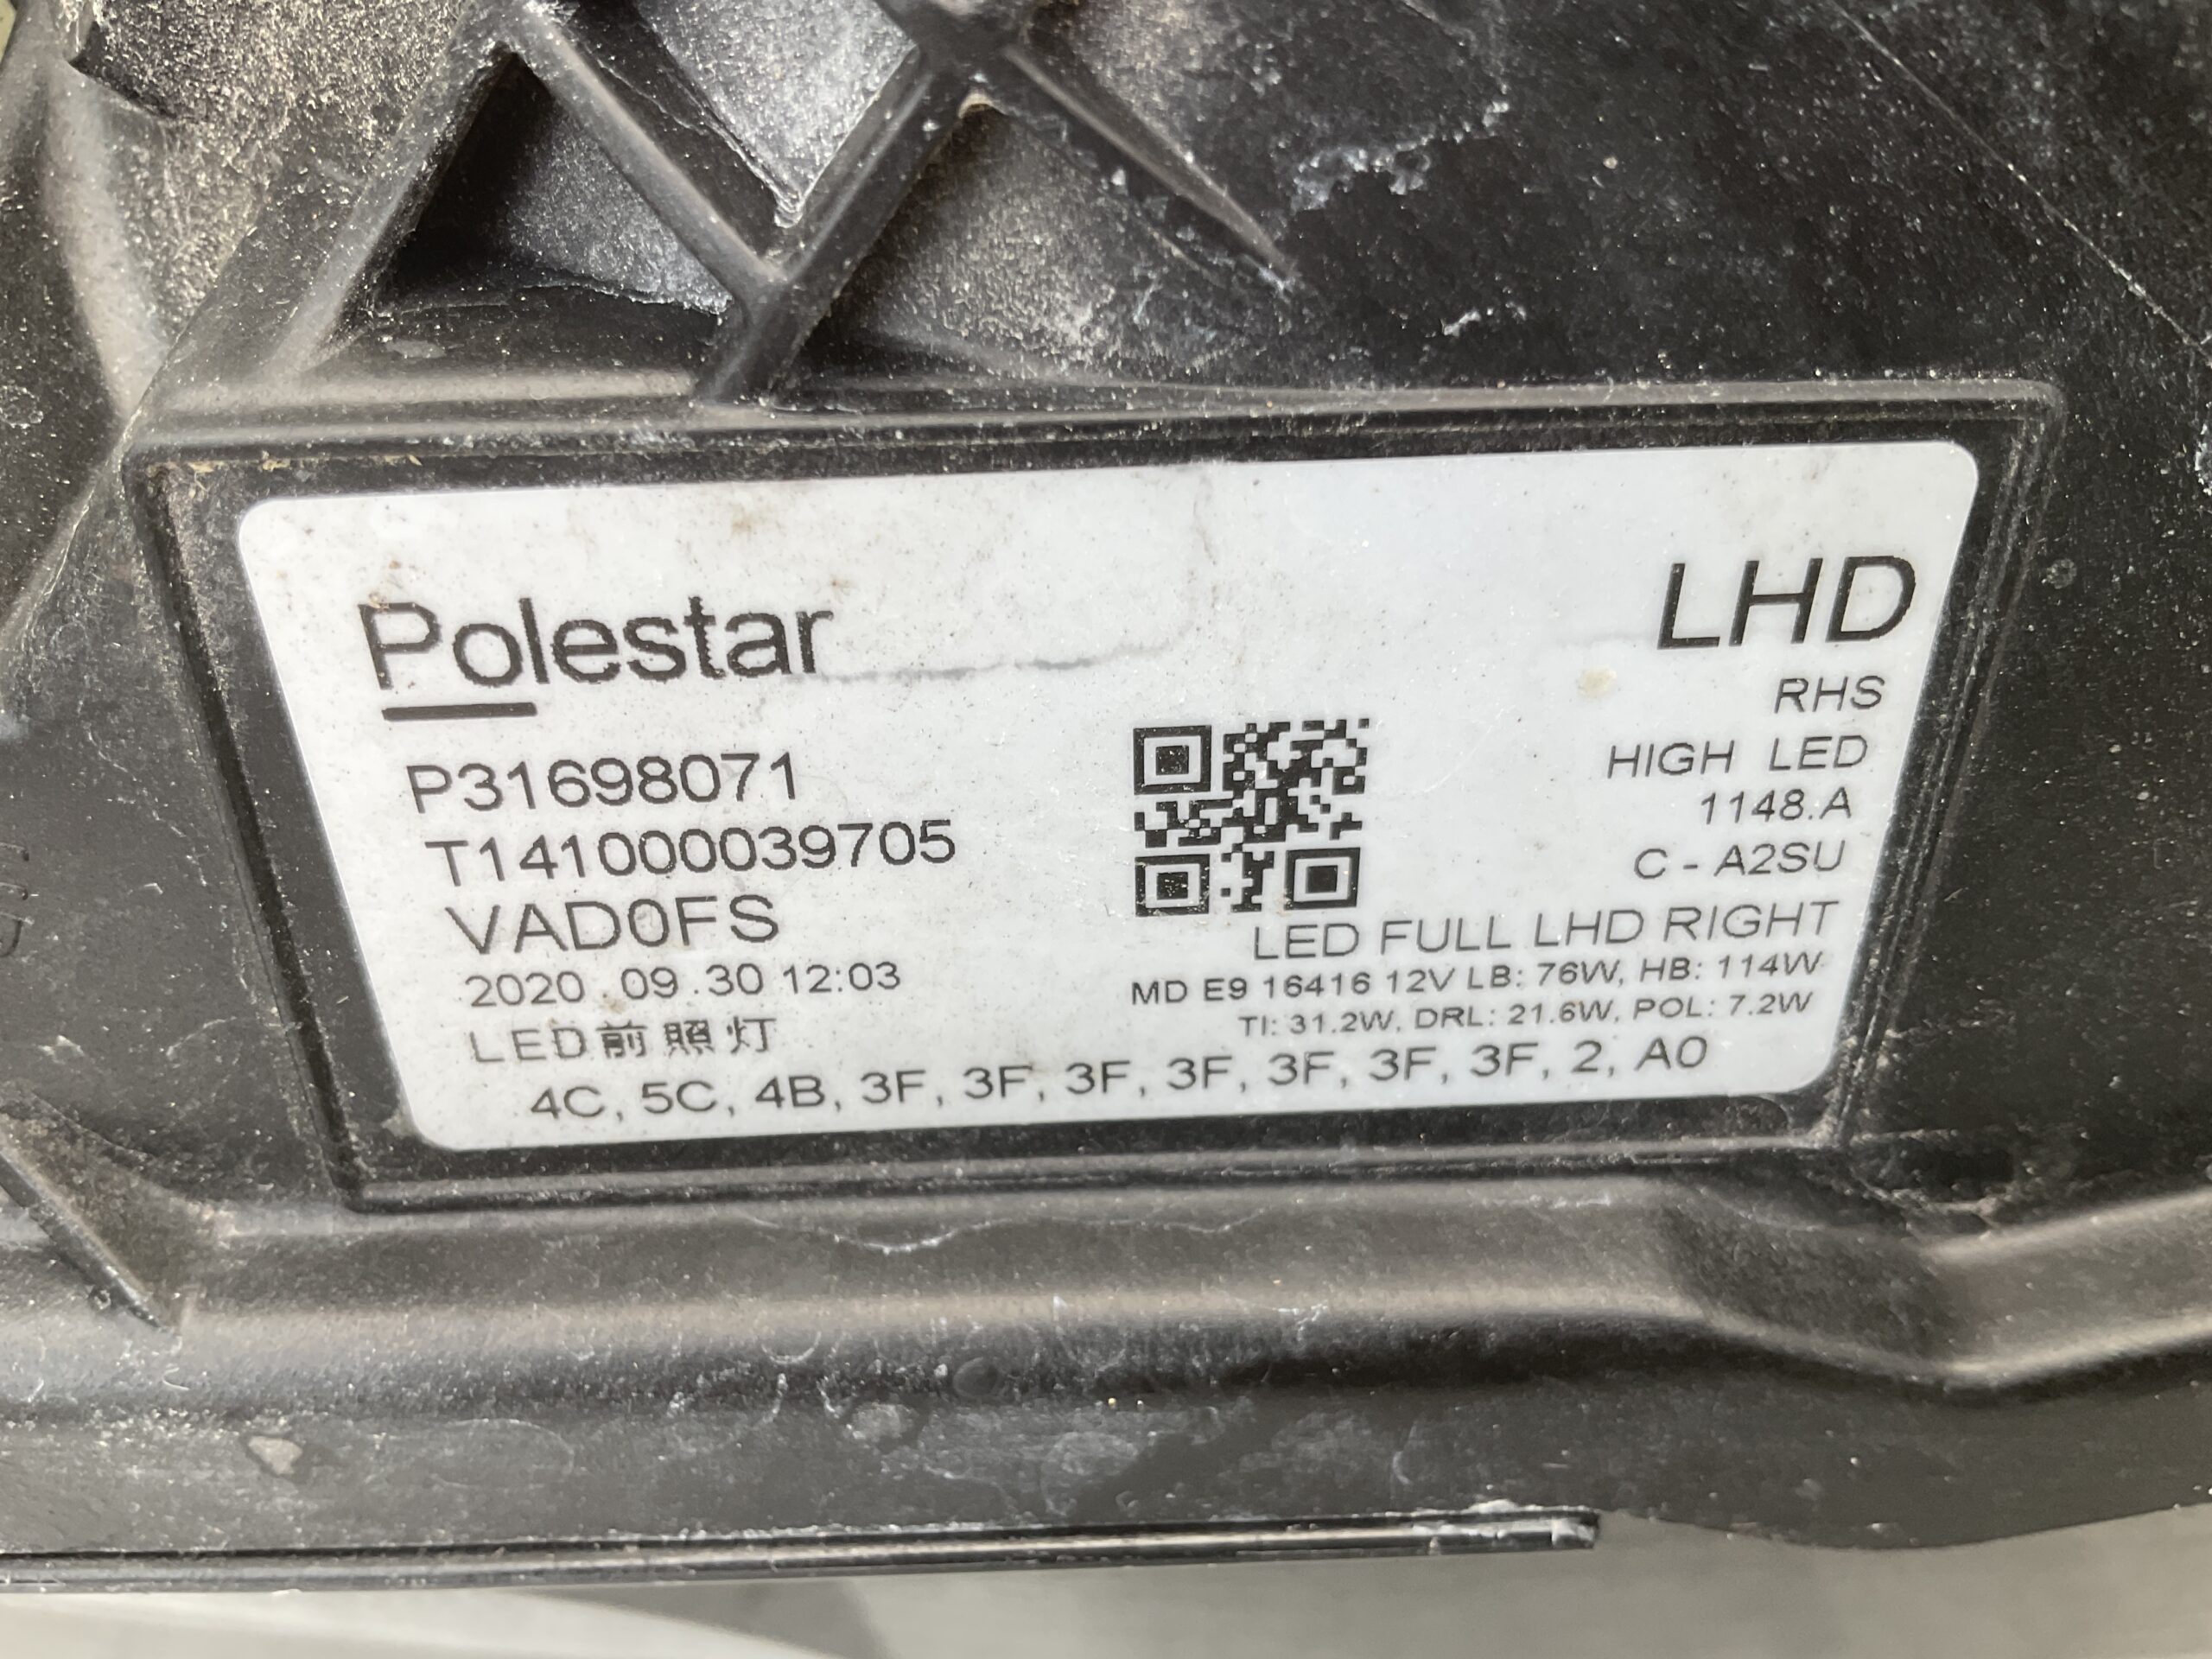 Polestar
LHD
RHS
P31698071
HIGH LED
T141000039705
1148.A
VAD0FS
C - A2SU
2020 .09 .30 12:03
LED FULL LHD RIGHT
LED前照灯
MD E9 16416 12V LB: 76W, HB: 114W
TI: 31.2W, DRL: 21.6W, POL: 7.2W
4C, 5C, 4B, 3F, 3F, 3F, 3F, 3F, 3F, 3F, 2, A0